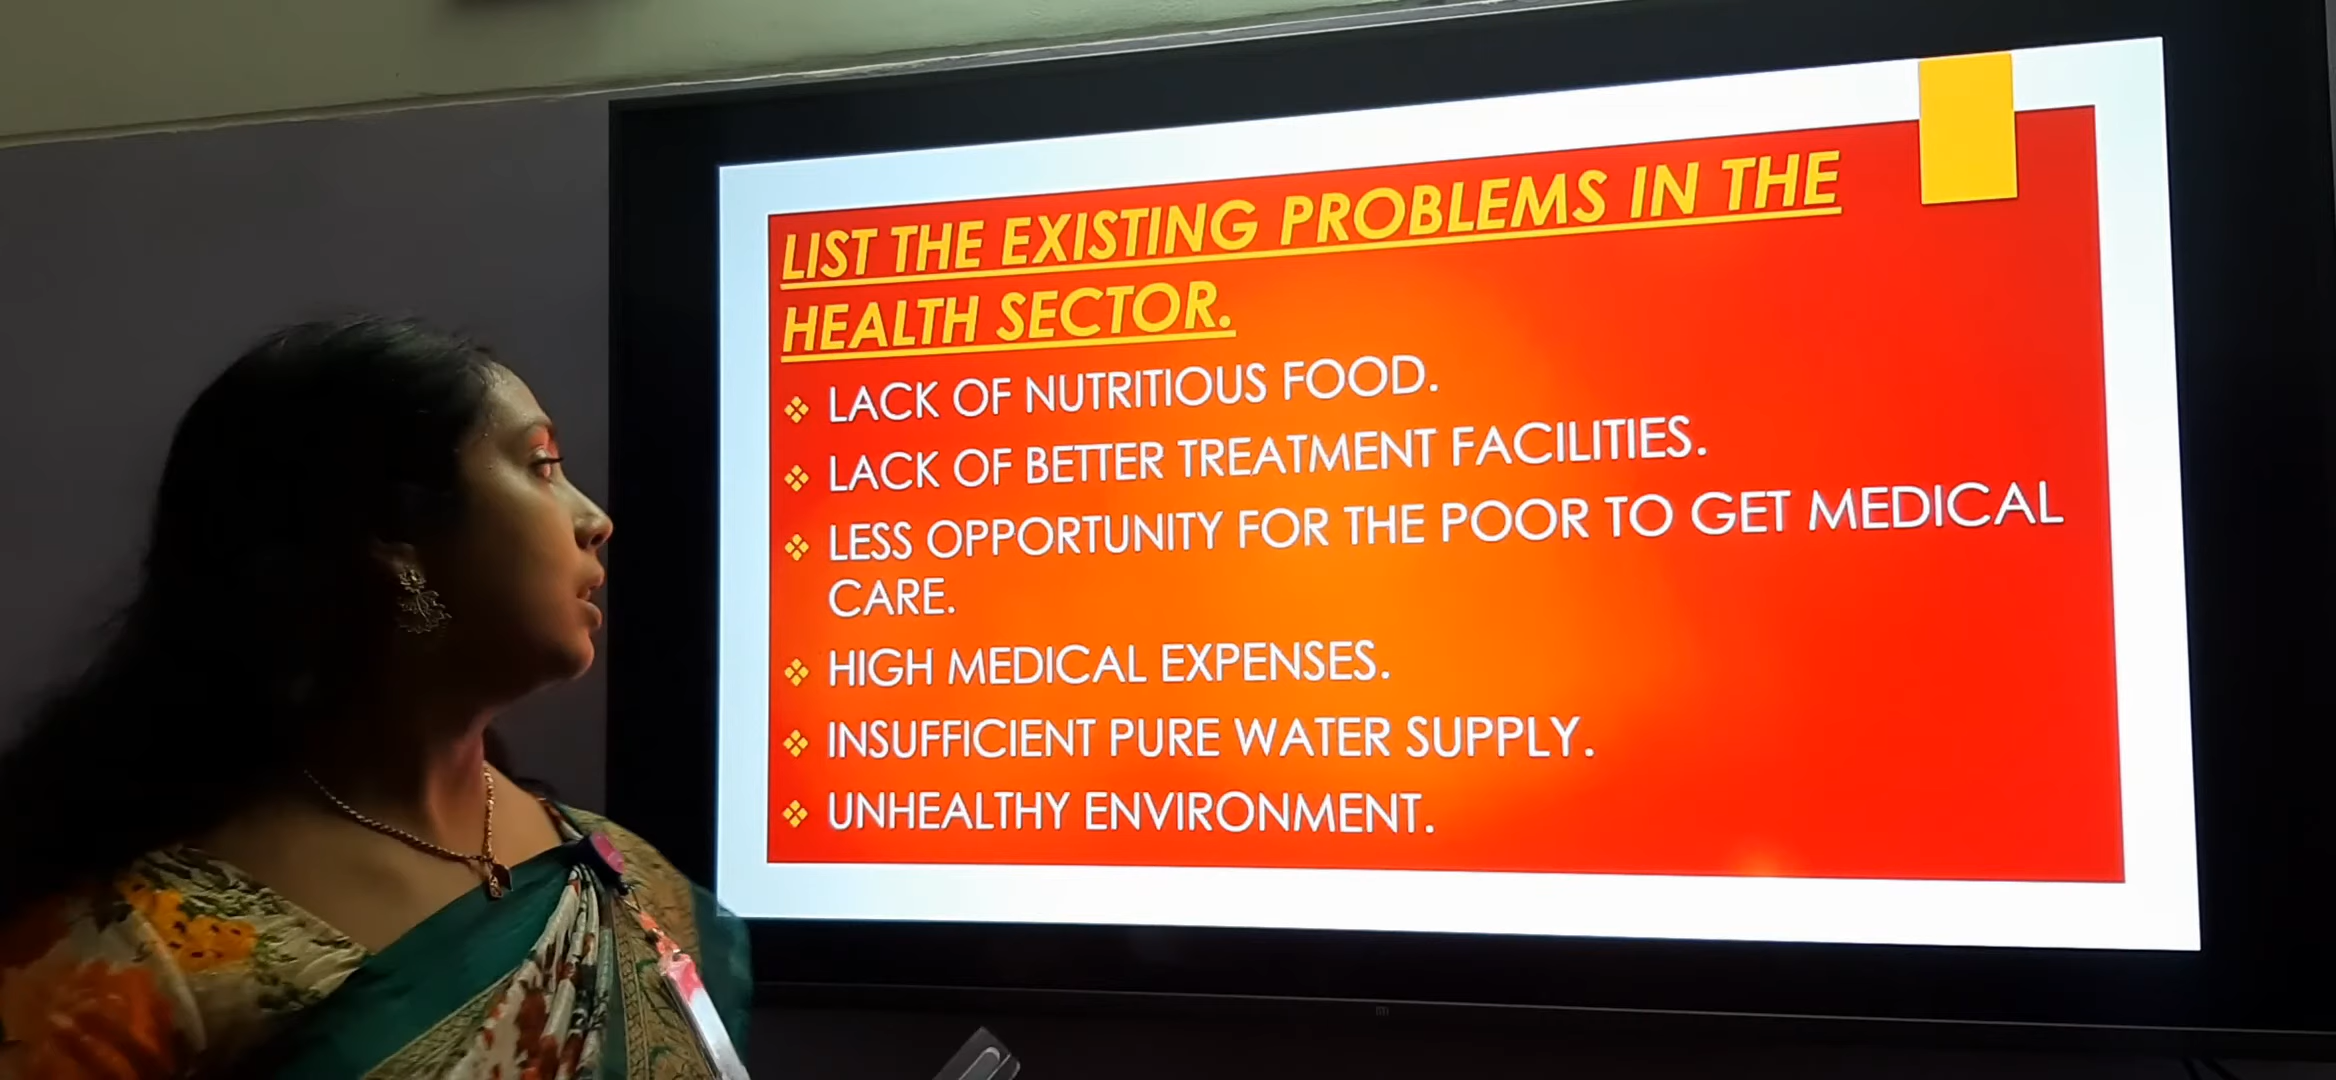 LIST THE EXISTING PROBLEMS IN THE
HEALTH SECTOR.
LACK OF NUTRITIOUS FOOD.
LACK OF BETTER TREATMENT FACILITIES.
LESS OPPORTUNITY FOR THE POOR TO GET MEDICAL
CARE.
HIGH MEDICAL EXPENSES.
INSUFFICIENT PURE WATER SUPPLY.
UNHEALTHY ENVIRONMENT.
mi